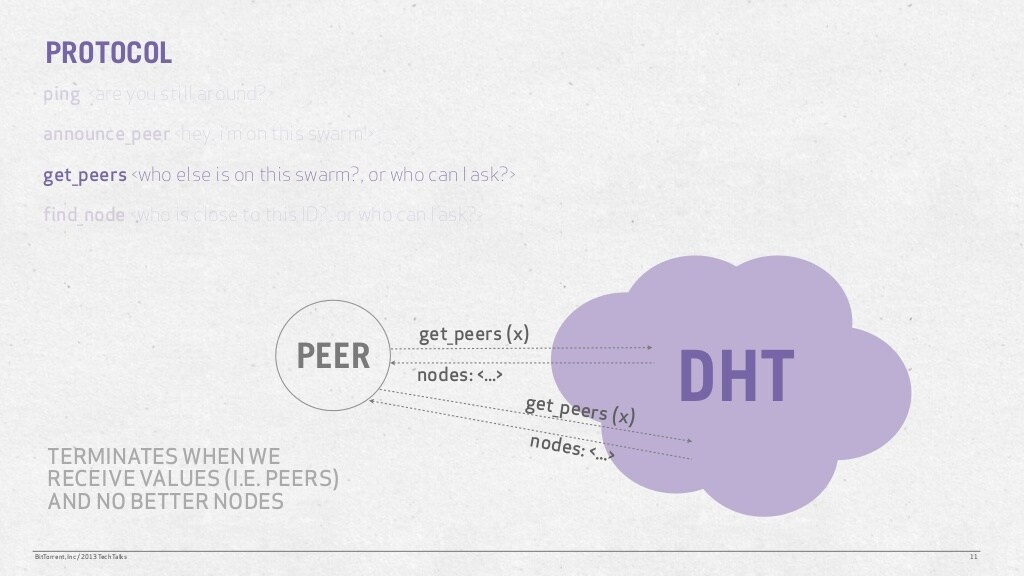 PROTOCOL
ping <are you still around?>
announce_peer <hey, i'm on this swarm!>
get_peers <who else is on this swarm?, or who can I ask?>
find_node <who is close to this ID?, or who can I ask?>
PEER
get_peers (x)
nodes: <...>
DHT
get_peers (x)
nodes: <...>
TERMINATES WHEN WE
RECEIVE VALUES (I.E. PEERS)
AND NO BETTER NODES
BitTorrent, Inc / 2013 Tech Talks
11